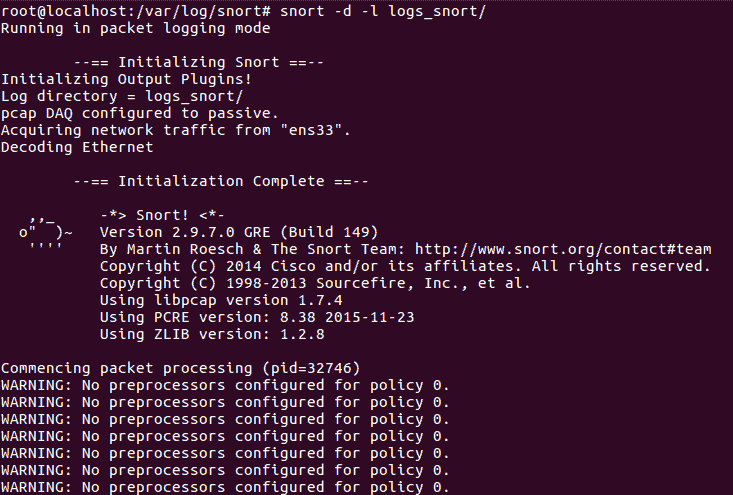 root@localhost:/var/log/snort# snort -d -l logs_snort/
Running in packet logging mode
--== Initializing Snort ==--
Initializing Output Plugins!
Log directory = logs_snort/
pcap DAQ configured to passive.
Acquiring network traffic from "ens33".
Decoding Ethernet
--== Initialization Complete ==--
,,_     -*> Snort! <*-
o"  )~   Version 2.9.7.0 GRE (Build 149)
''''    By Martin Roesch & The Snort Team: http://www.snort.org/contact#team
Copyright (C) 2014 Cisco and/or its affiliates. All rights reserved.
Copyright (C) 1998-2013 Sourcefire, Inc., et al.
Using libpcap version 1.7.4
Using PCRE version: 8.38 2015-11-23
Using ZLIB version: 1.2.8
Commencing packet processing (pid=32746)
WARNING: No preprocessors configured for policy 0.
WARNING: No preprocessors configured for policy 0.
WARNING: No preprocessors configured for policy 0.
WARNING: No preprocessors configured for policy 0.
WARNING: No preprocessors configured for policy 0.
WARNING: No preprocessors configured for policy 0.
WARNING: No preprocessors configured for policy 0.